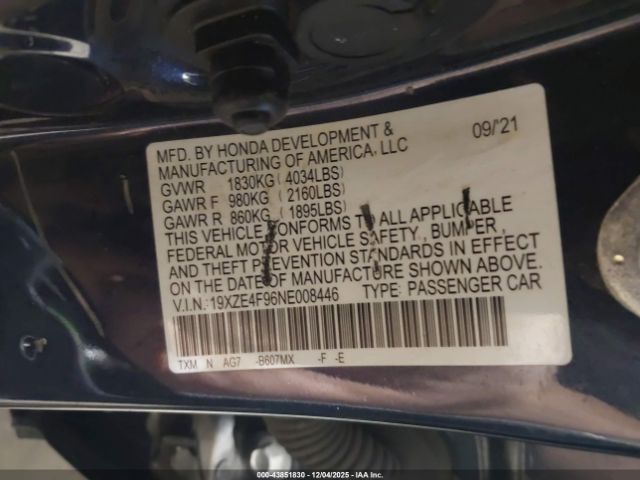 MFD. BY HONDA DEVELOPMENT & 09/'21
MANUFACTURING OF AMERICA, LLC
GVWR 1830KG (4034LBS)
GAWR F 980KG (2160LBS)
GAWR R 860KG (1895LBS)
THIS VEHICLE CONFORMS TO ALL APPLICABLE
FEDERAL MOTOR VEHICLE SAFETY, BUMPER,
AND THEFT PREVENTION STANDARDS IN EFFECT
ON THE DATE OF MANUFACTURE SHOWN ABOVE.
V.I.N.: 19XZE4F96NE008446 TYPE: PASSENGER CAR
TXM N AG7 -B607MX -F -E
000-43851830 - 12/04/2025 - IAA Inc.